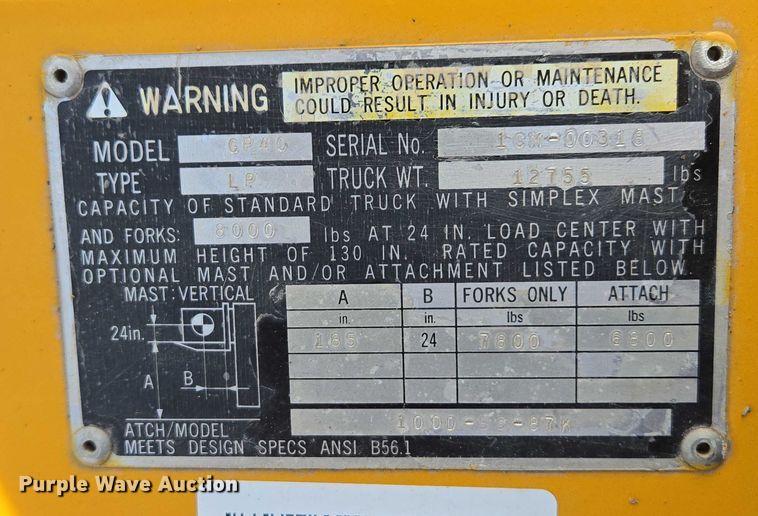 WARNING IMPROPER OPERATION OR MAINTENANCE
COULD RESULT IN INJURY OR DEATH.
MODEL GP40 SERIAL No.
TYPE LP TRUCK WT. 12755 lbs
CAPACITY OF STANDARD TRUCK WITH SIMPLEX MAST
AND FORKS: 8000 lbs AT 24 IN. LOAD CENTER WITH
MAXIMUM HEIGHT OF 130 IN. RATED CAPACITY WITH
OPTIONAL MAST AND/OR ATTACHMENT LISTED BELOW.
MAST: VERTICAL
A B FORKS ONLY ATTACH
in. in. lbs lbs
24in. 24 7800
A B
ATCH/MODEL
MEETS DESIGN SPECS ANSI B56.1
Purple Wave Auction